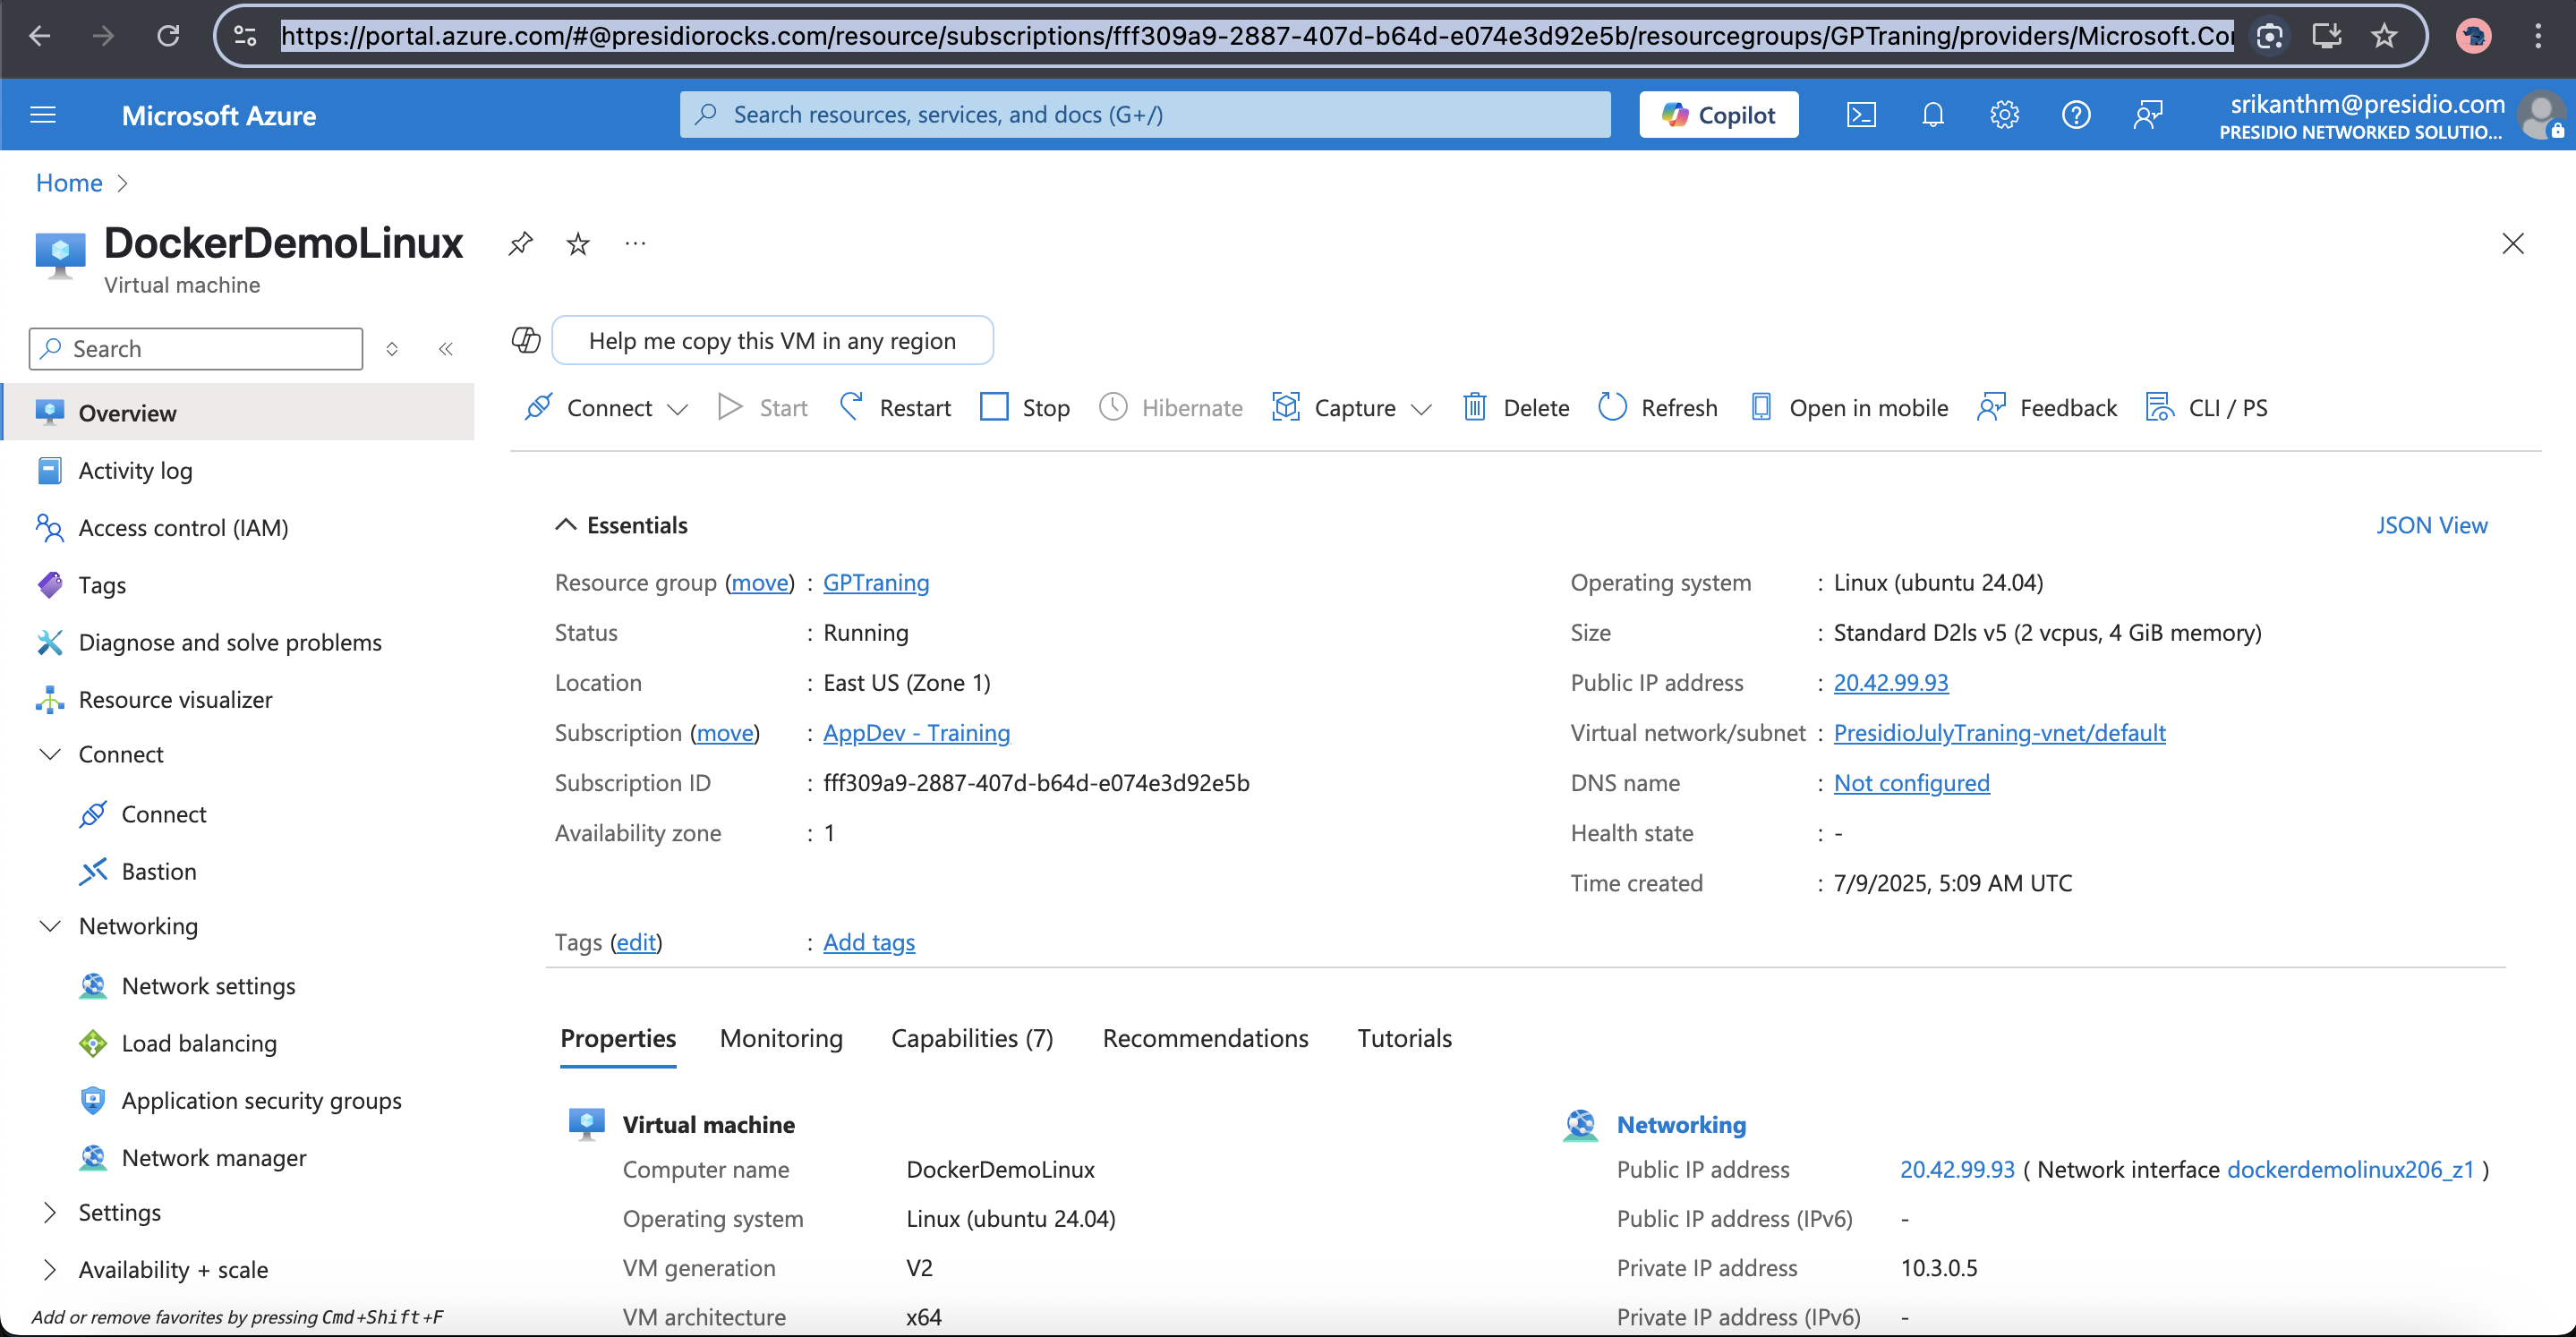 https://portal.azure.com/#@presidiorocks.com/resource/subscriptions/fff309a9-2887-407d-b64d-e074e3d92e5b/resourcegroups/GPTraning/providers/Microsoft.Co
Microsoft Azure
Search resources, services, and docs (G+/)
Copilot
srikanthm@presidio.com
PRESIDIO NETWORKED SOLUTIO...
Home
DockerDemoLinux
Virtual machine
Search
Help me copy this VM in any region
Connect
Start
Restart
Stop
Hibernate
Capture
Delete
Refresh
Open in mobile
Feedback
CLI / PS
Overview
Activity log
Access control (IAM)
Tags
Diagnose and solve problems
Resource visualizer
Connect
Connect
Bastion
Networking
Network settings
Load balancing
Application security groups
Network manager
Settings
Availability + scale
Add or remove favorites by pressing Cmd+Shift+F
Essentials
JSON View
Resource group (move) : GPTraning
Status : Running
Location : East US (Zone 1)
Subscription (move) : AppDev - Training
Subscription ID : fff309a9-2887-407d-b64d-e074e3d92e5b
Availability zone : 1
Operating system : Linux (ubuntu 24.04)
Size : Standard D2ls v5 (2 vcpus, 4 GiB memory)
Public IP address : 20.42.99.93
Virtual network/subnet : PresidioJulyTraning-vnet/default
DNS name : Not configured
Health state : -
Time created : 7/9/2025, 5:09 AM UTC
Tags (edit) : Add tags
Properties
Monitoring
Capabilities (7)
Recommendations
Tutorials
Virtual machine
Computer name DockerDemoLinux
Operating system Linux (ubuntu 24.04)
VM generation V2
VM architecture x64
Networking
Public IP address 20.42.99.93 ( Network interface dockerdemolinux206_z1 )
Public IP address (IPv6) -
Private IP address 10.3.0.5
Private IP address (IPv6) -